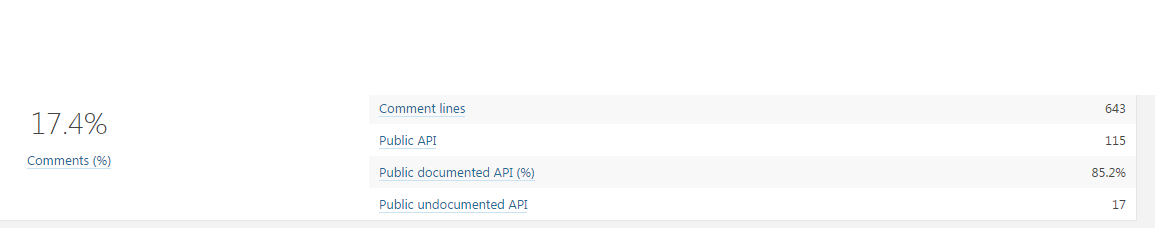 17.4%
Comments (%)
Comment lines 643
Public API 115
Public documented API (%) 85.2%
Public undocumented API 17